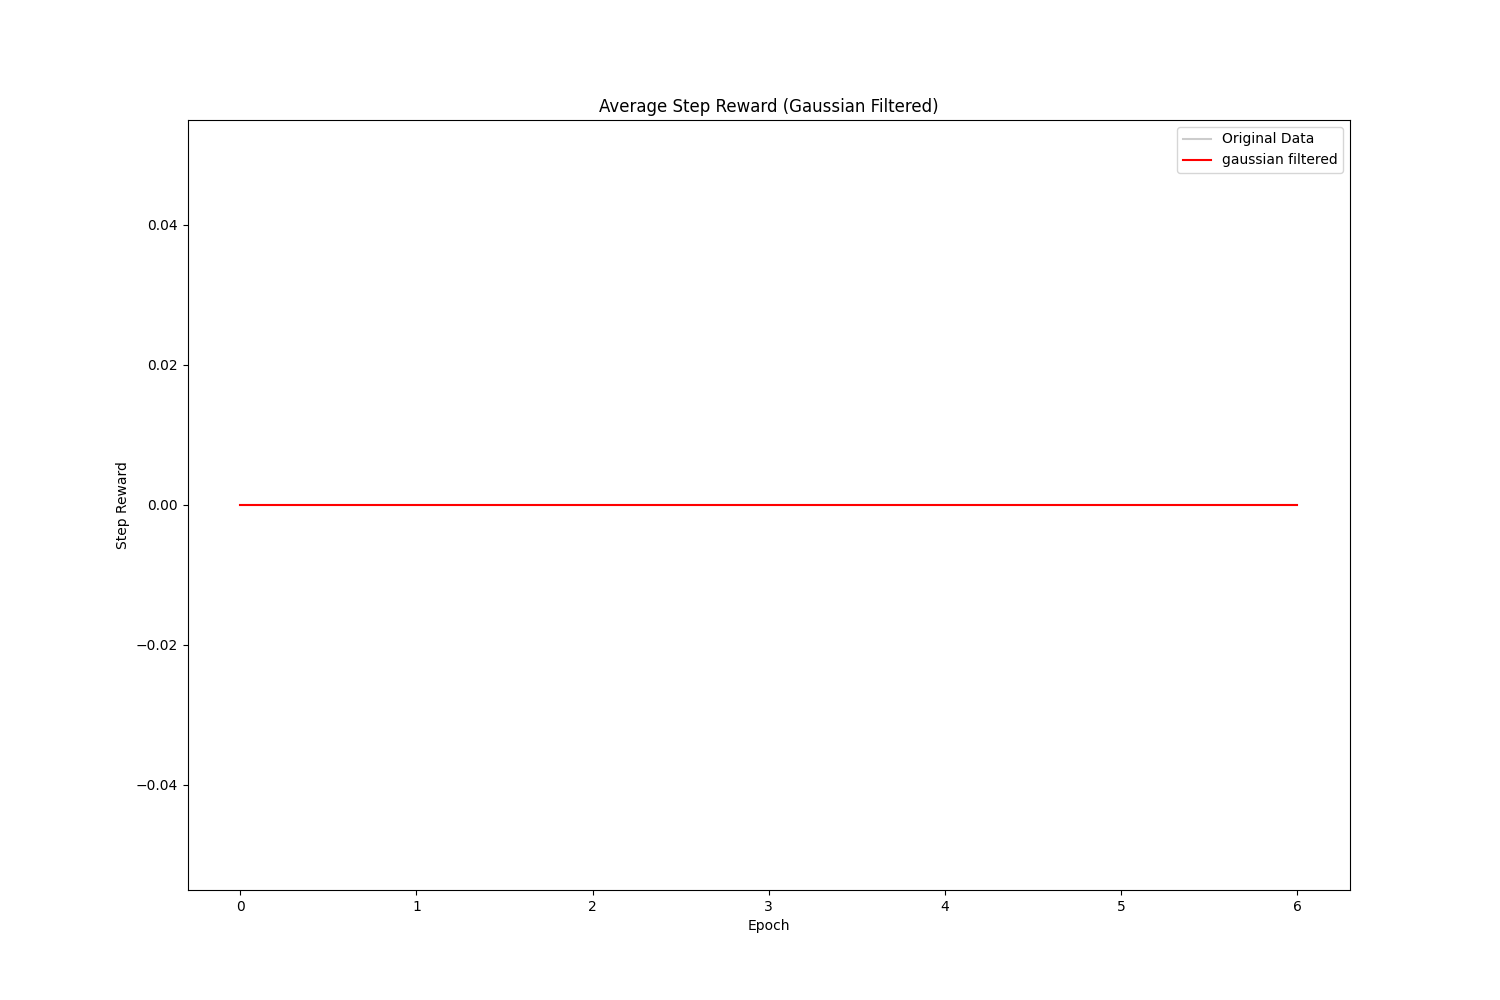 Average Step Reward (Gaussian Filtered)
Original Data
gaussian filtered
0.04
0.02
0.00
−0.02
−0.04
Step Reward
0 1 2 3 4 5 6
Epoch